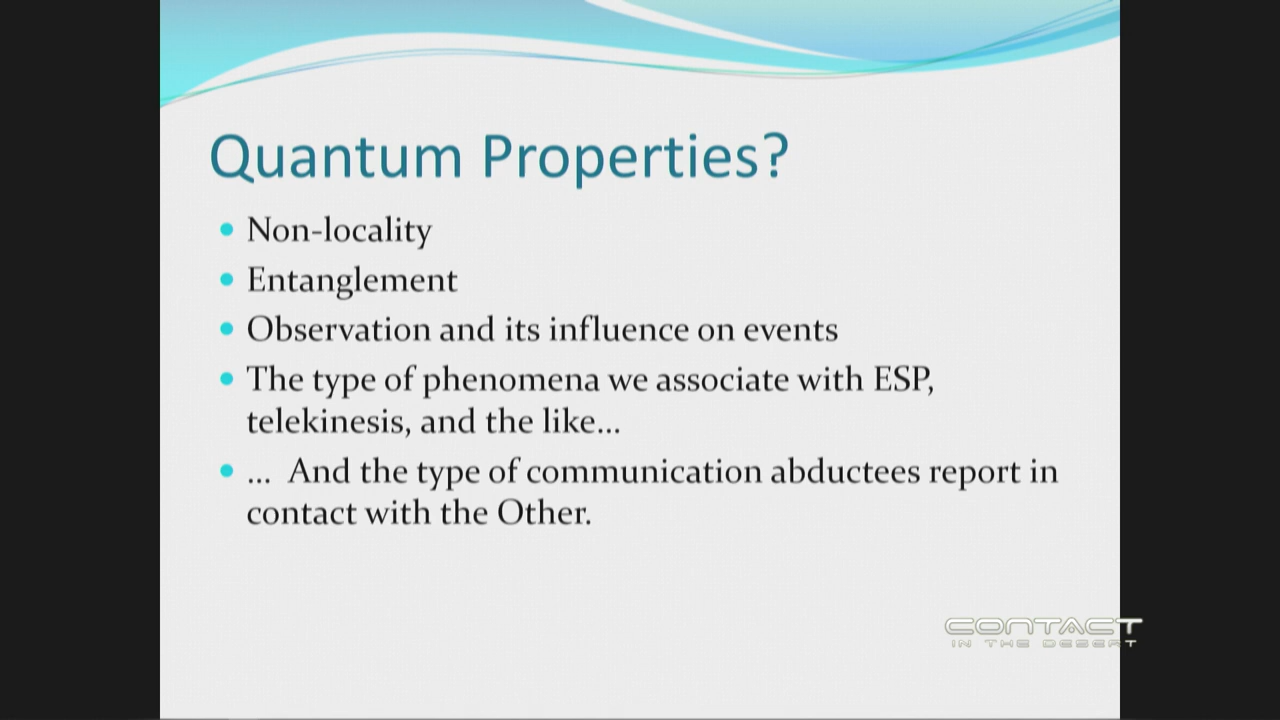 Quantum Properties?
Non-locality
Entanglement
Observation and its influence on events
The type of phenomena we associate with ESP,
telekinesis, and the like...
... And the type of communication abductees report in
contact with the Other.
CONTACT
IN THE DESERT